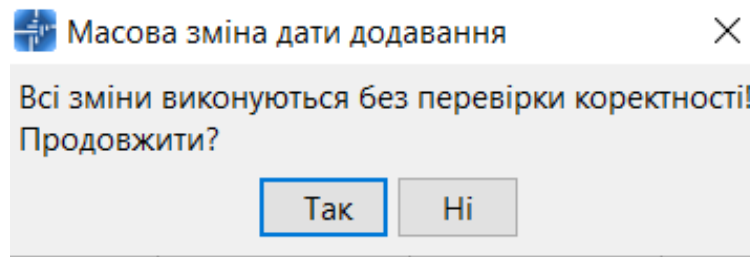 Масова зміна дати додавання
Всі зміни виконуються без перевірки коректності!
Продовжити?
Так
Ні